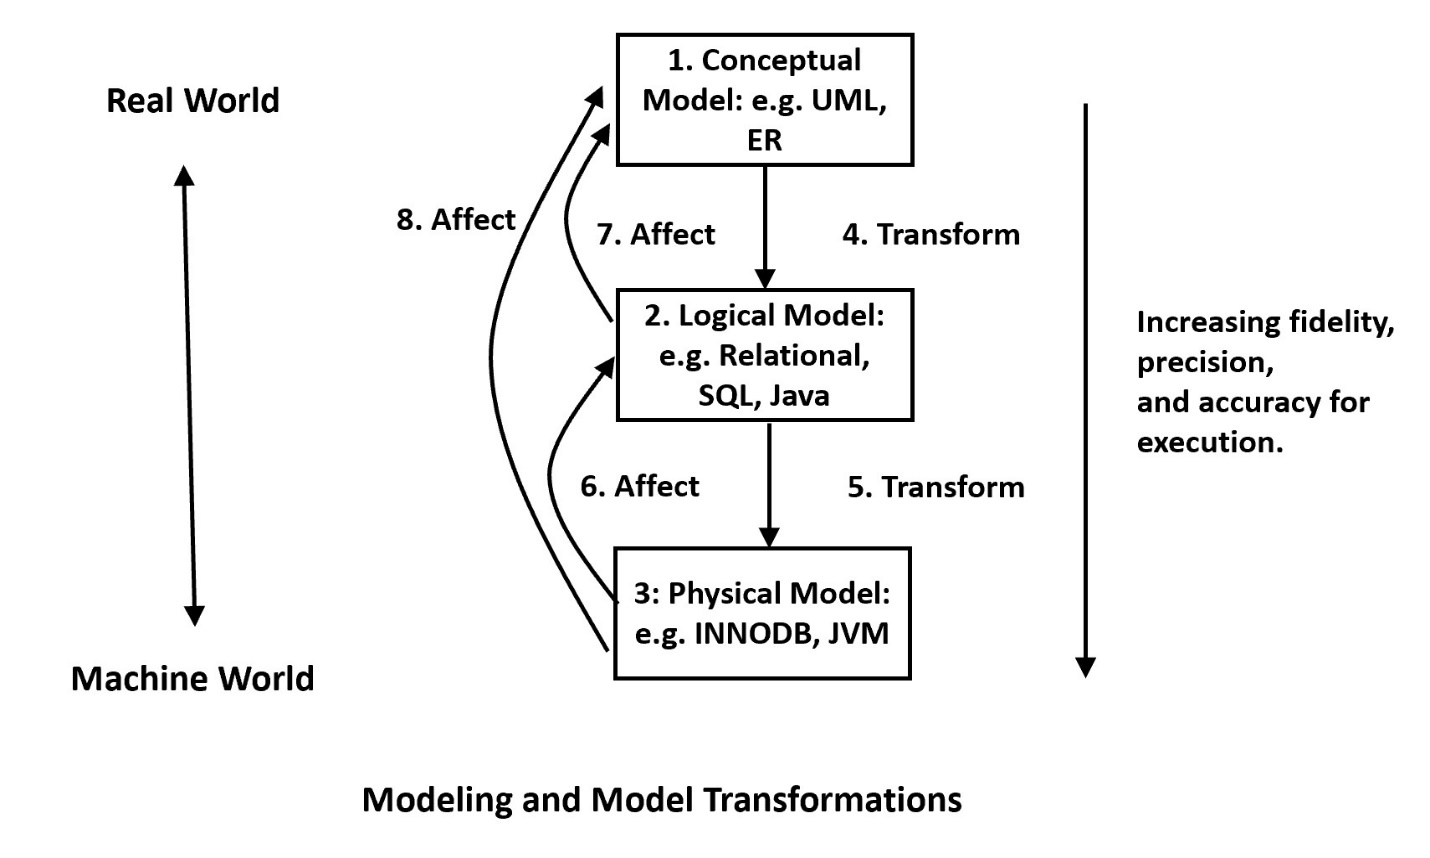 1. Conceptual
Model: e.g. UML,
ER
Real World
8. Affect
7. Affect
4. Transform
2. Logical Model:
e.g. Relational,
SQL, Java
Increasing fidelity,
precision,
and accuracy for
execution.
6. Affect
5. Transform
3: Physical Model:
e.g. INNODB, JVM
Machine World
Modeling and Model Transformations